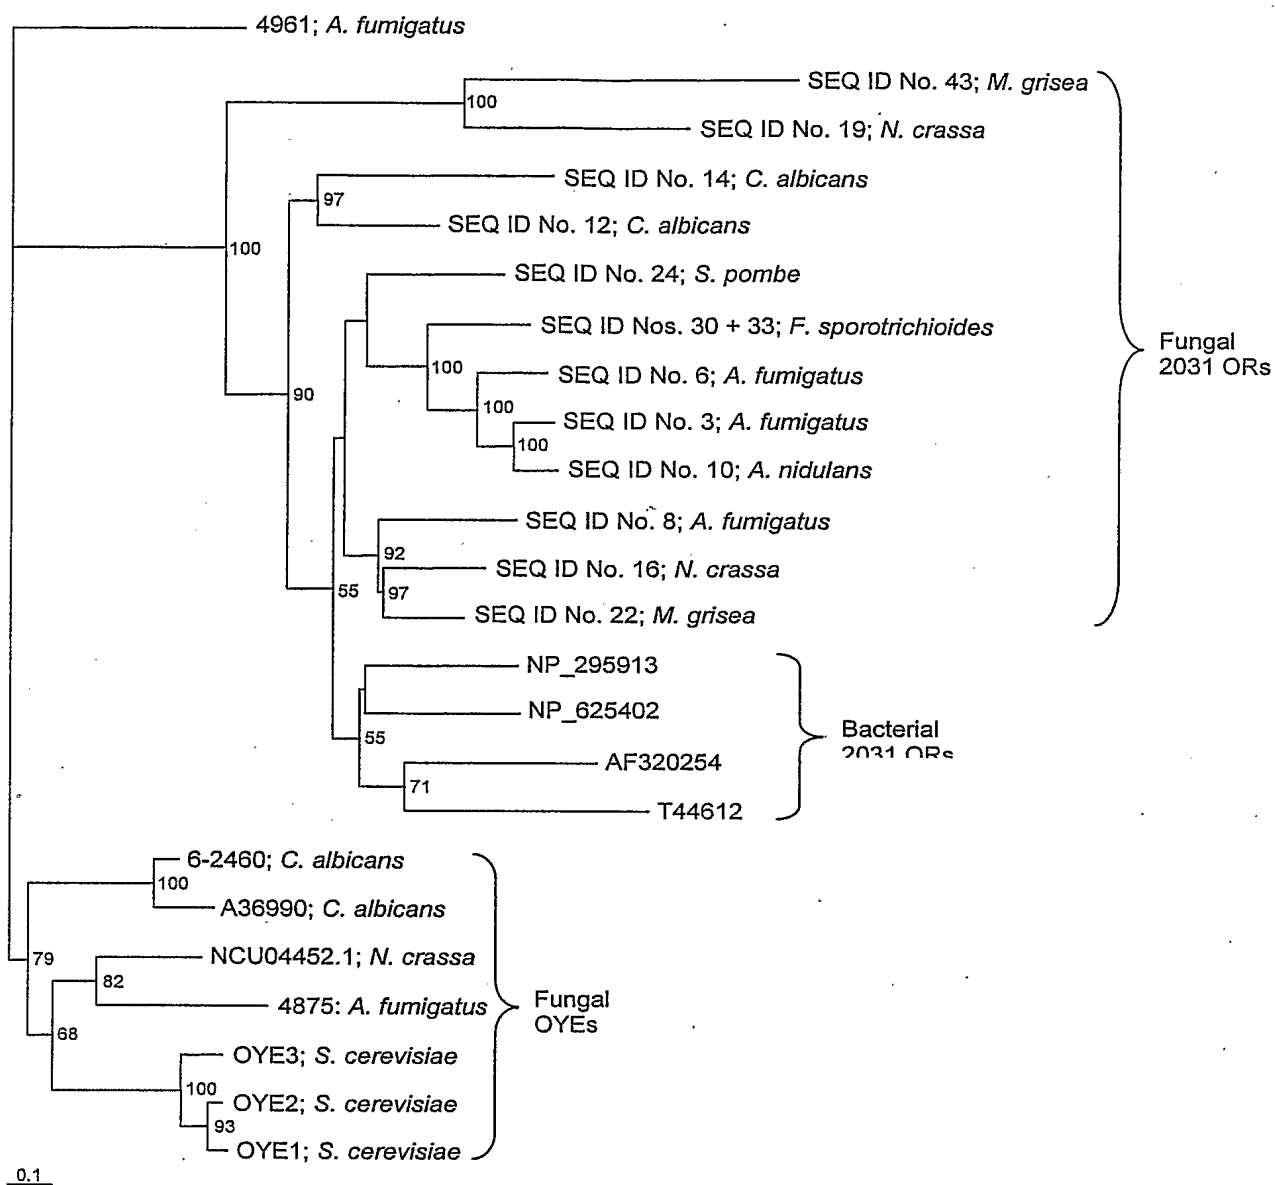 4961; A. fumigatus
SEQ ID No. 43; M. grisea
100
SEQ ID No. 19; N. crassa
SEQ ID No. 14; C. albicans
97
SEQ ID No. 12; C. albicans
100
SEQ ID No. 24; S. pombe
SEQ ID Nos. 30 + 33; F. sporotrichioides
Fungal
2031 ORs
100
SEQ ID No. 6; A. fumigatus
90
100
SEQ ID No. 3; A. fumigatus
100
SEQ ID No. 10; A. nidulans
SEQ ID No. 8; A. fumigatus
92
SEQ ID No. 16; N. crassa
55
97
SEQ ID No. 22; M. grisea
NP_295913
NP_625402
Bacterial
2031 ORs
55
AF320254
71
T44612
6-2460; C. albicans
100
A36990; C. albicans
79
NCU04452.1; N. crassa
82
4875: A. fumigatus
Fungal
OYEs
68
OYE3; S. cerevisiae
100
OYE2; S. cerevisiae
93
OYE1; S. cerevisiae
0.1